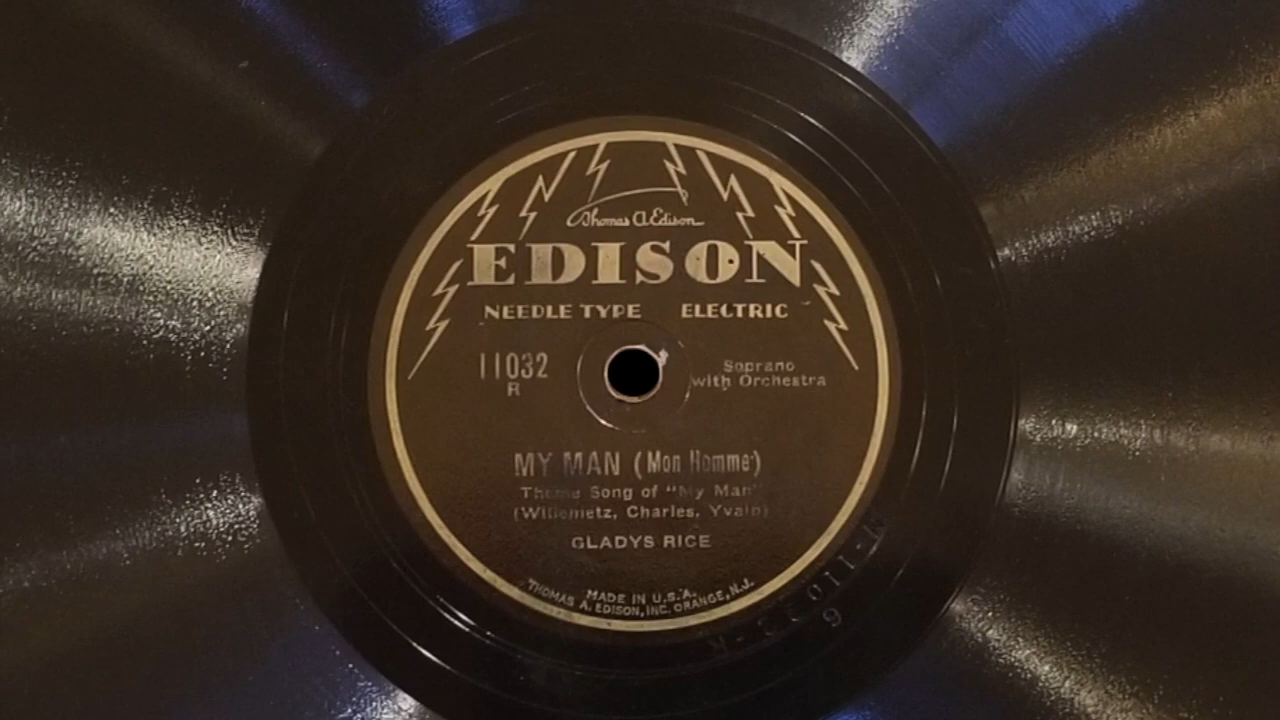 Thomas A Edison
EDISON
NEEDLE TYPE ELECTRIC
11032
R
Soprano
with Orchestra
MY MAN (Mon Homme)
Theme Song of "My Man"
(Willemetz, Charles, Yvain)
GLADYS RICE
MADE IN U.S.A.
THOMAS A. EDISON, INC. ORANGE, N.J.